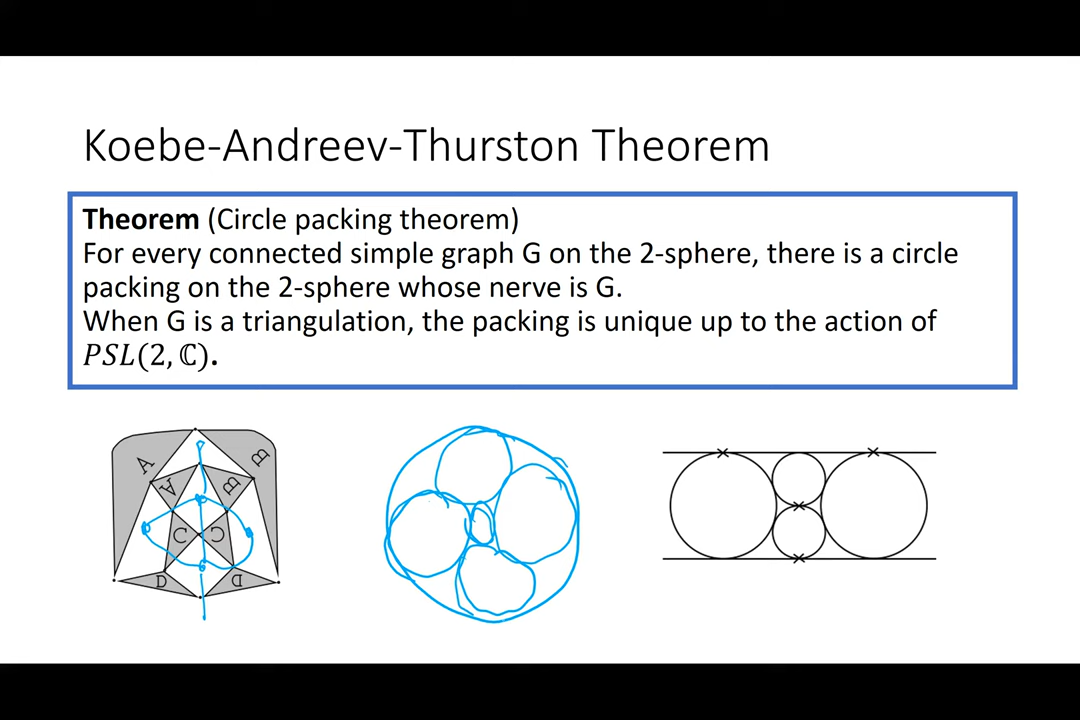 Koebe-Andreev-Thurston Theorem
Theorem (Circle packing theorem)
For every connected simple graph G on the 2-sphere, there is a circle
packing on the 2-sphere whose nerve is G.
When G is a triangulation, the packing is unique up to the action of
𝑃𝑆𝐿(2, ℂ).
A B
A B
C C
D D